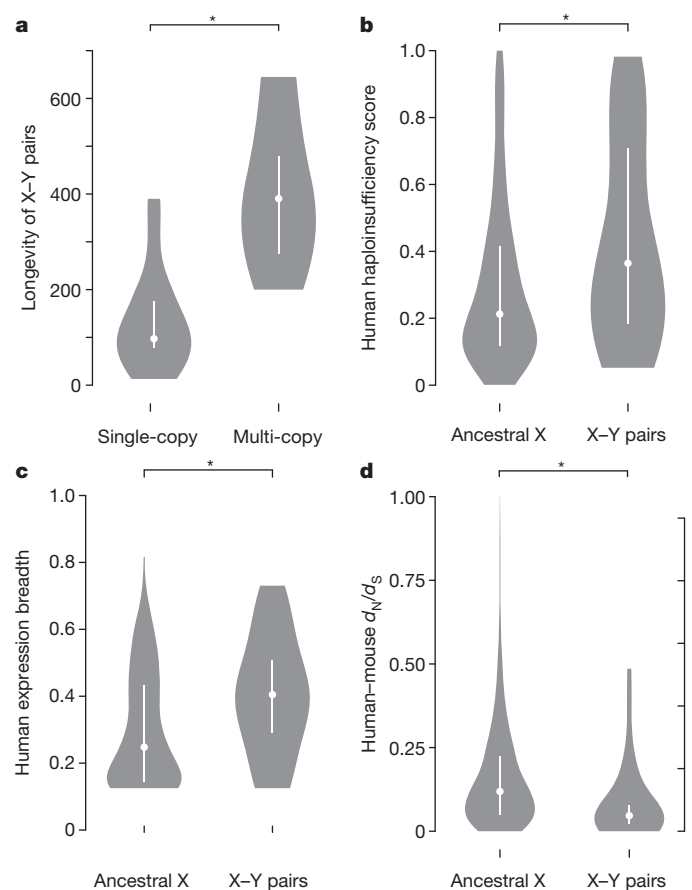 a
*
Longevity of X–Y pairs
600
400
200
0
Single-copy
Multi-copy
b
*
Human haploinsufficiency score
1.0
0.8
0.6
0.4
0.2
0
Ancestral X
X–Y pairs
c
*
Human expression breadth
1.0
0.8
0.6
0.4
0.2
0
Ancestral X
X–Y pairs
d
*
Human–mouse dN/dS
1.00
0.75
0.50
0.25
0
Ancestral X
X–Y pairs